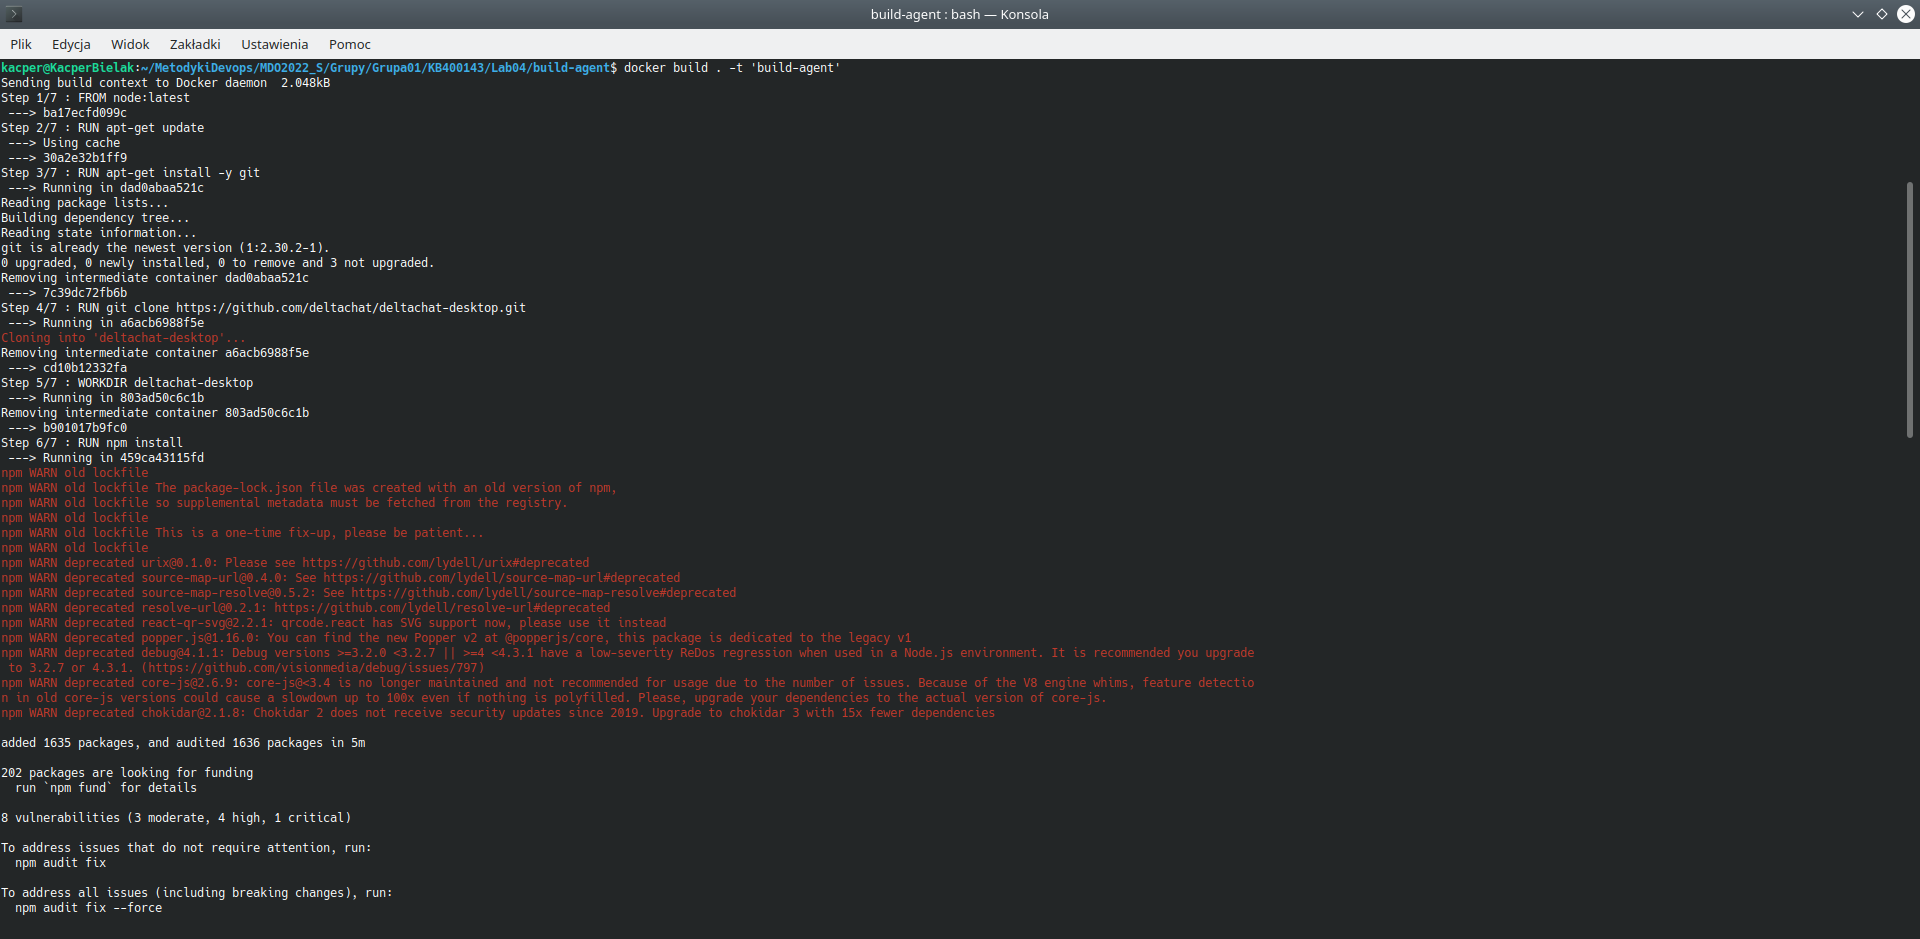 build-agent : bash — Konsola
Plik Edycja Widok Zakładki Ustawienia Pomoc
kacper@KacperBielak:~/MetodykiDevops/MDO2022_S/Grupy/Grupa01/KB400143/Lab04/build-agent$ docker build . -t 'build-agent'
Sending build context to Docker daemon  2.048kB
Step 1/7 : FROM node:latest
 ---> ba17ecfd099c
Step 2/7 : RUN apt-get update
 ---> Using cache
 ---> 30a2e32b1ff9
Step 3/7 : RUN apt-get install -y git
 ---> Running in dad0abaa521c
Reading package lists...
Building dependency tree...
Reading state information...
git is already the newest version (1:2.30.2-1).
0 upgraded, 0 newly installed, 0 to remove and 3 not upgraded.
Removing intermediate container dad0abaa521c
 ---> 7c39dc72fb6b
Step 4/7 : RUN git clone https://github.com/deltachat/deltachat-desktop.git
 ---> Running in a6acb6988f5e
Cloning into 'deltachat-desktop'...
Removing intermediate container a6acb6988f5e
 ---> cd10b12332fa
Step 5/7 : WORKDIR deltachat-desktop
 ---> Running in 803ad50c6c1b
Removing intermediate container 803ad50c6c1b
 ---> b901017b9fc0
Step 6/7 : RUN npm install
 ---> Running in 459ca43115fd
npm WARN old lockfile
npm WARN old lockfile The package-lock.json file was created with an old version of npm,
npm WARN old lockfile so supplemental metadata must be fetched from the registry.
npm WARN old lockfile
npm WARN old lockfile This is a one-time fix-up, please be patient...
npm WARN old lockfile
npm WARN deprecated urix@0.1.0: Please see https://github.com/lydell/urix#deprecated
npm WARN deprecated source-map-url@0.4.0: See https://github.com/lydell/source-map-url#deprecated
npm WARN deprecated source-map-resolve@0.5.2: See https://github.com/lydell/source-map-resolve#deprecated
npm WARN deprecated resolve-url@0.2.1: https://github.com/lydell/resolve-url#deprecated
npm WARN deprecated react-qr-svg@2.2.1: qrcode.react has SVG support now, please use it instead
npm WARN deprecated popper.js@1.16.0: You can find the new Popper v2 at @popperjs/core, this package is dedicated to the legacy v1
npm WARN deprecated debug@4.1.1: Debug versions >=3.2.0 <3.2.7 || >=4 <4.3.1 have a low-severity ReDos regression when used in a Node.js environment. It is recommended you upgrade
 to 3.2.7 or 4.3.1. (https://github.com/visionmedia/debug/issues/797)
npm WARN deprecated core-js@2.6.9: core-js@<3.4 is no longer maintained and not recommended for usage due to the number of issues. Because of the V8 engine whims, feature detectio
n in old core-js versions could cause a slowdown up to 100x even if nothing is polyfilled. Please, upgrade your dependencies to the actual version of core-js.
npm WARN deprecated chokidar@2.1.8: Chokidar 2 does not receive security updates since 2019. Upgrade to chokidar 3 with 15x fewer dependencies
added 1635 packages, and audited 1636 packages in 5m
202 packages are looking for funding
  run `npm fund` for details
8 vulnerabilities (3 moderate, 4 high, 1 critical)
To address issues that do not require attention, run:
  npm audit fix
To address all issues (including breaking changes), run:
  npm audit fix --force